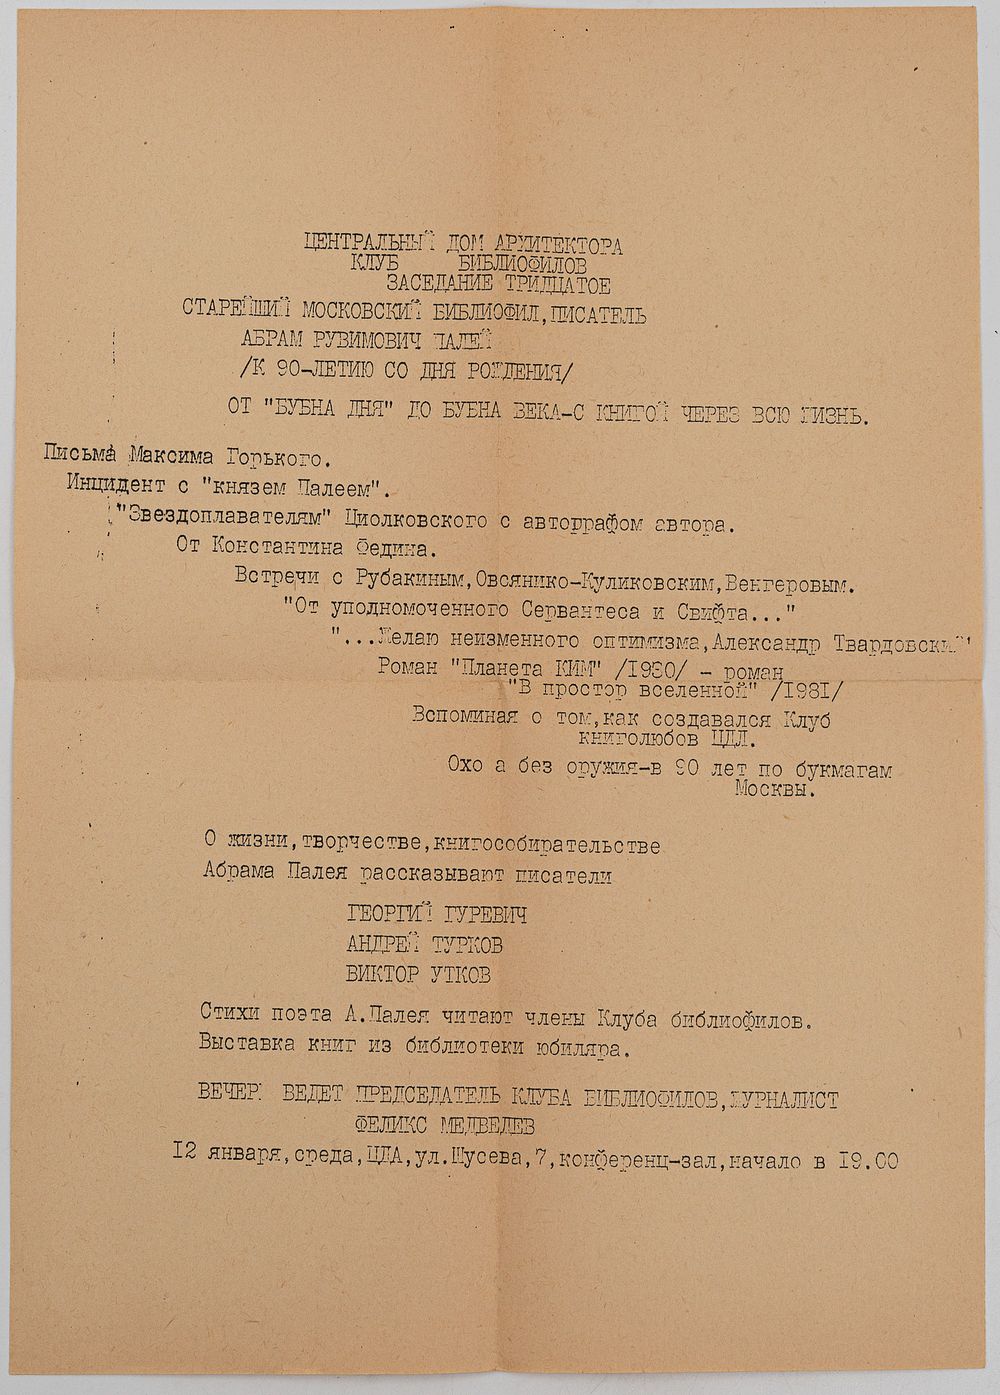 ЦЕНТРАЛЬНЫЙ ДОМ АРХИТЕКТОРА
КЛУБ БИБЛИОФИЛОВ
ЗАСЕДАНИЕ ТРИДЦАТОЕ
СТАРЕЙШИЙ МОСКОВСКИЙ БИБЛИОФИЛ, ПИСАТЕЛЬ
АБРАМ РУВИМОВИЧ ПАЛЕЙ
/К 90-ЛЕТИЮ СО ДНЯ РОЖДЕНИЯ/
ОТ "БУБНА ДНЯ" ДО БУБНА ВЕКА-С КНИГОЙ ЧЕРЕЗ ВСЮ ЖИЗНЬ.
Письма Максима Горького.
Инцидент с "князем Палеем".
"Звездоплавателям" Циолковского с автографом автора.
От Константина Федина.
Встречи с Рубакиным, Овсянико-Куликовским, Венгеровым.
"От уполномоченного Сервантеса и Свифта..."
"...Желаю неизменного оптимизма, Александр Твардовский"
Роман "Планета КИМ" /1930/ - роман
"В простор вселенной" /1981/
Вспоминая о том, как создавался Клуб
книголюбов ЦДЛ.
Охо а без оружия-в 90 лет по букмагам
Москвы.
О жизни, творчестве, книгособирательстве
Абрама Палея рассказывают писатели
ГЕОРГИЙ ГУРЕВИЧ
АНДРЕЙ ТУРКОВ
ВИКТОР УТКОВ
Стихи поэта А.Палея читают члены Клуба библиофилов.
Выставка книг из библиотеки юбиляра.
ВЕЧЕР ВЕДЕТ ПРЕДСЕДАТЕЛЬ КЛУБА БИБЛИОФИЛОВ, ЖУРНАЛИСТ
ФЕЛИКС МЕДВЕДЕВ
12 января, среда, ЦДА, ул.Щусева, 7, конференц-зал, начало в 19.00